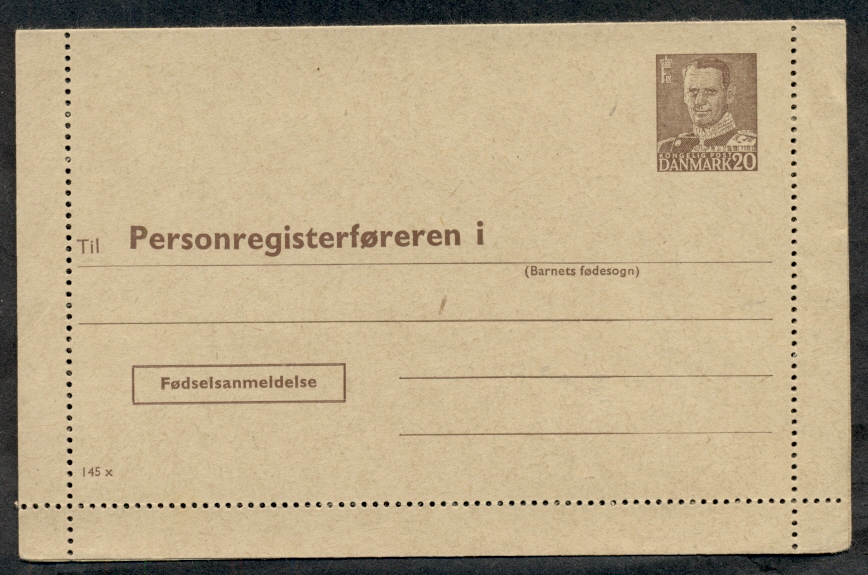 KONGELIG POST
DANMARK 20
Til Personregisterføreren i
(Barnets fødesogn)
Fødselsanmeldelse
145 x